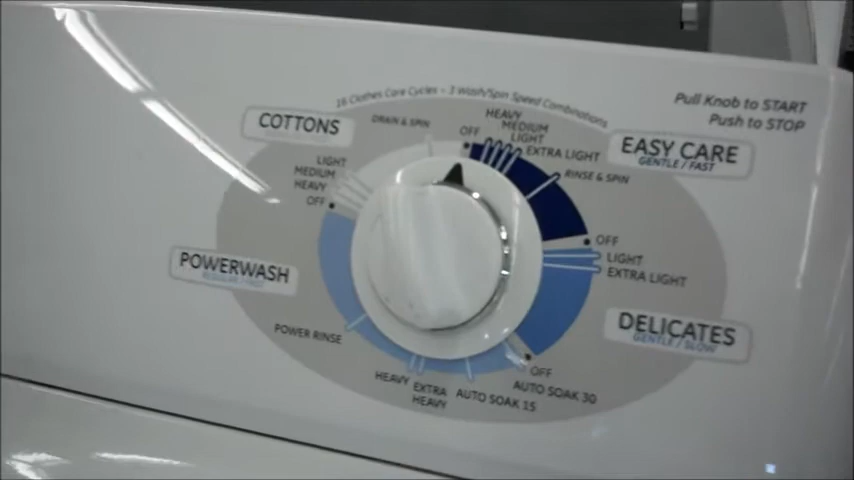 16 Clothes Care Cycles - 3 Wash/Spin Speed Combinations
Pull Knob to START
Push to STOP
COTTONS
DRAIN & SPIN
OFF
HEAVY
MEDIUM
LIGHT
EXTRA LIGHT
RINSE & SPIN
EASY CARE
GENTLE / FAST
LIGHT
MEDIUM
HEAVY
OFF
OFF
LIGHT
EXTRA LIGHT
POWERWASH
REGULAR / FAST
DELICATES
GENTLE / SLOW
POWER RINSE
HEAVY
EXTRA
HEAVY
AUTO SOAK 15
AUTO SOAK 30
OFF